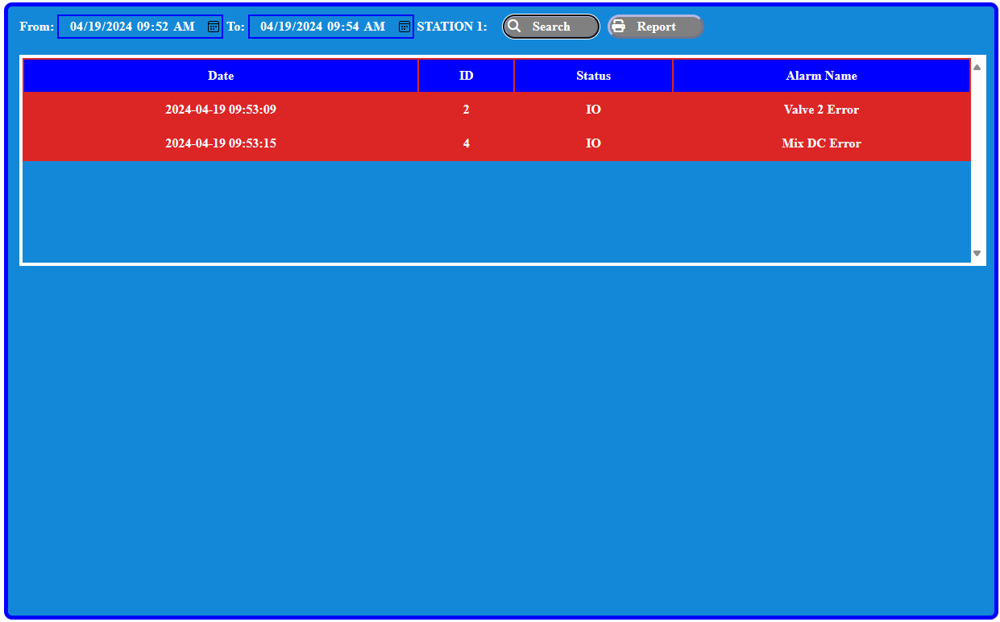 From: 04/19/2024 09:52 AM To: 04/19/2024 09:54 AM STATION 1: Search Report
Date ID Status Alarm Name
2024-04-19 09:53:09 2 IO Valve 2 Error
2024-04-19 09:53:15 4 IO Mix DC Error